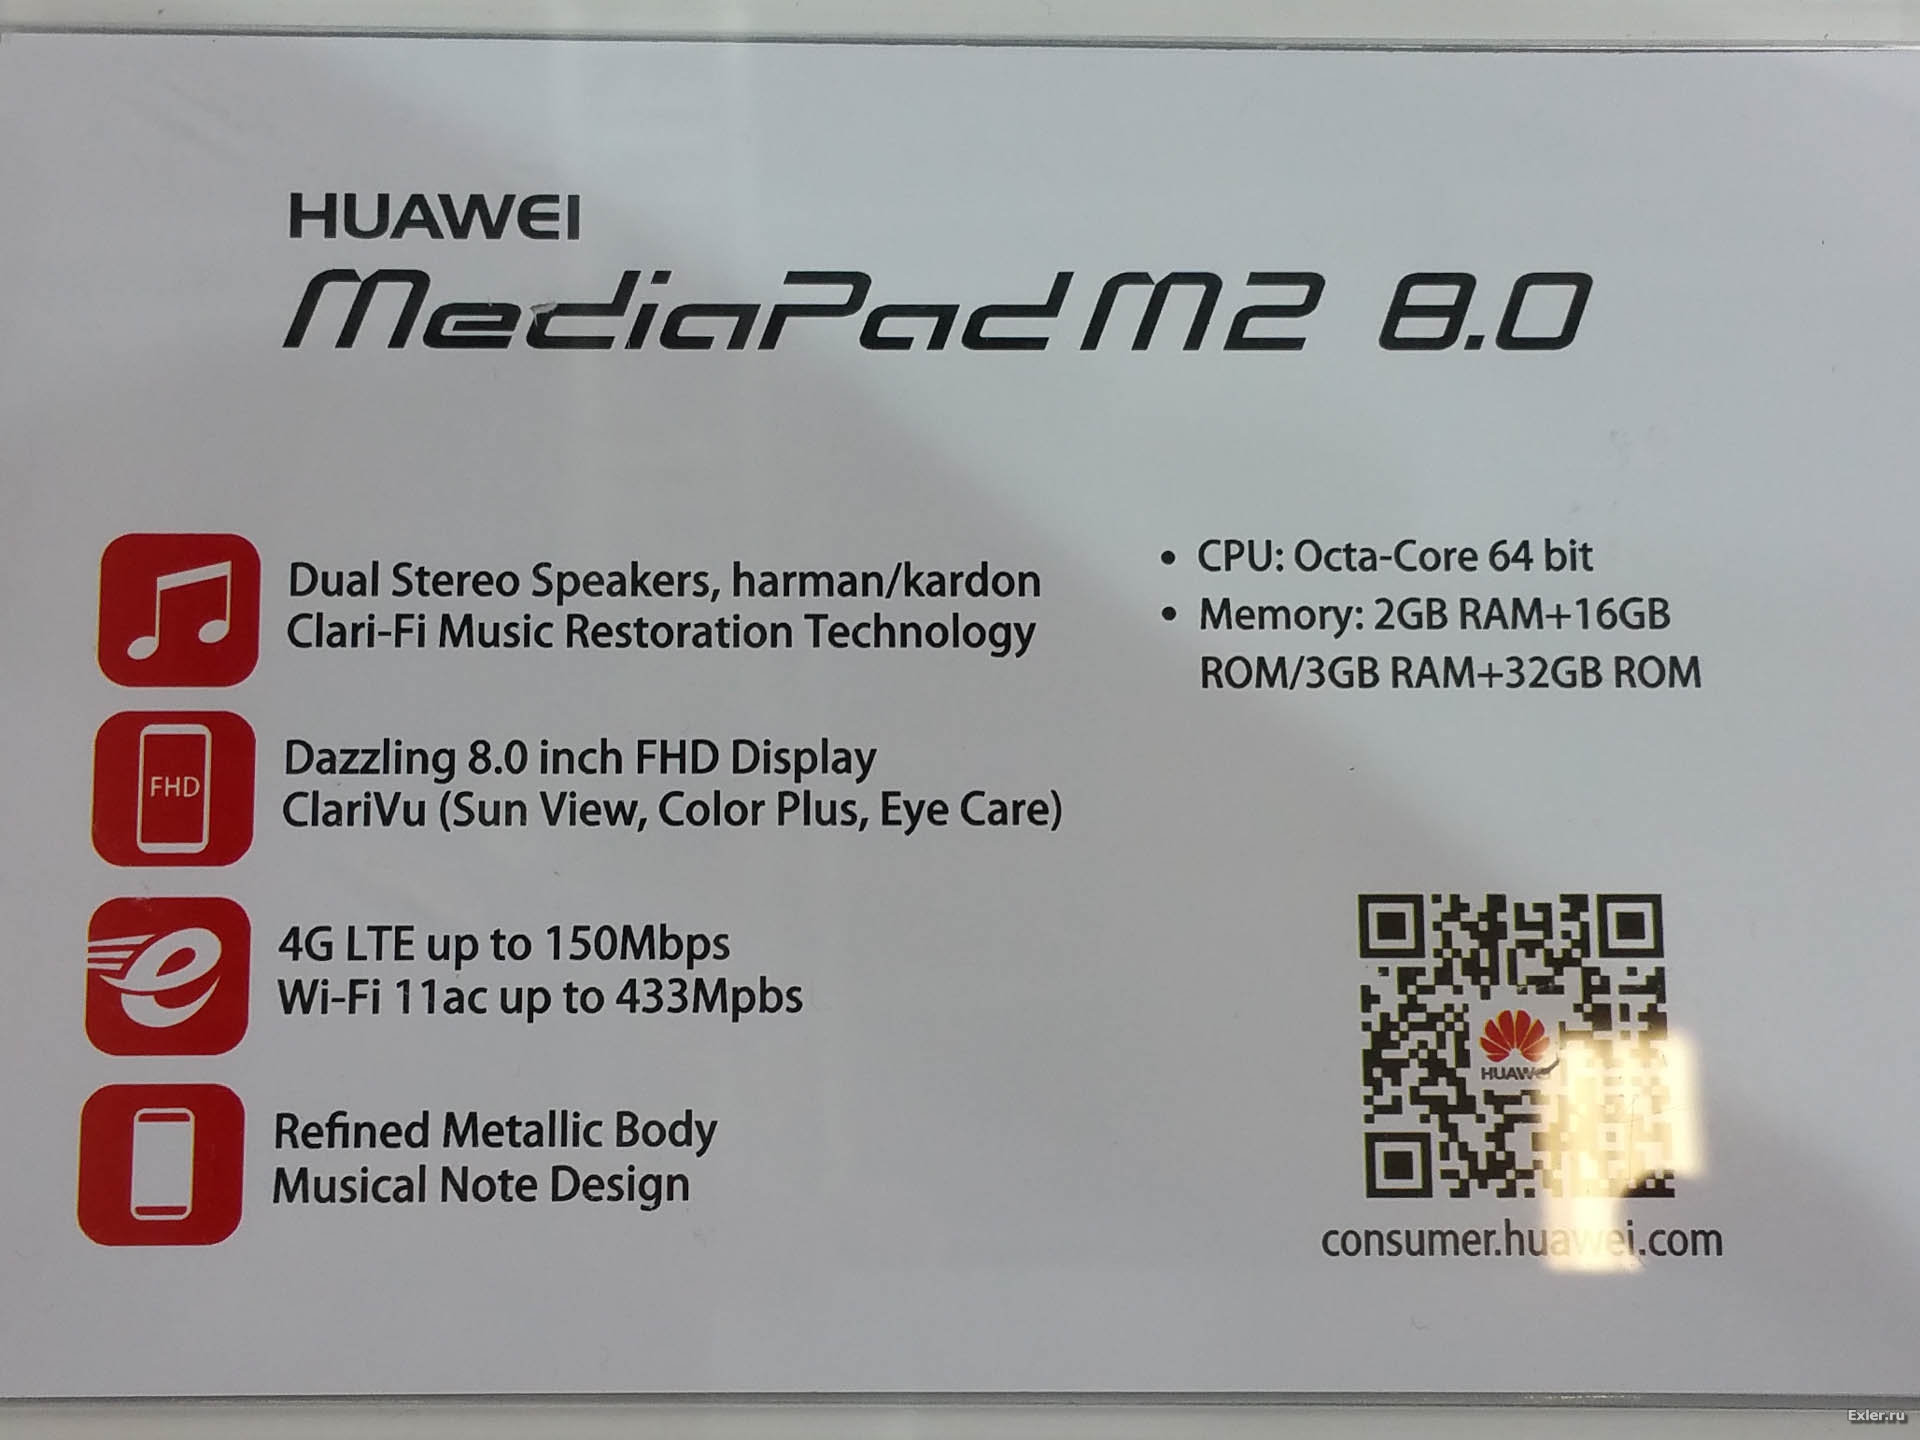 HUAWEI
MediaPad M2 8.0
Dual Stereo Speakers, harman/kardon
Clari-Fi Music Restoration Technology
FHD
Dazzling 8.0 inch FHD Display
ClariVu (Sun View, Color Plus, Eye Care)
4G LTE up to 150Mbps
Wi-Fi 11ac up to 433Mpbs
Refined Metallic Body
Musical Note Design
• CPU: Octa-Core 64 bit
• Memory: 2GB RAM+16GB
ROM/3GB RAM+32GB ROM
HUAWEI
consumer.huawei.com
Exler.ru